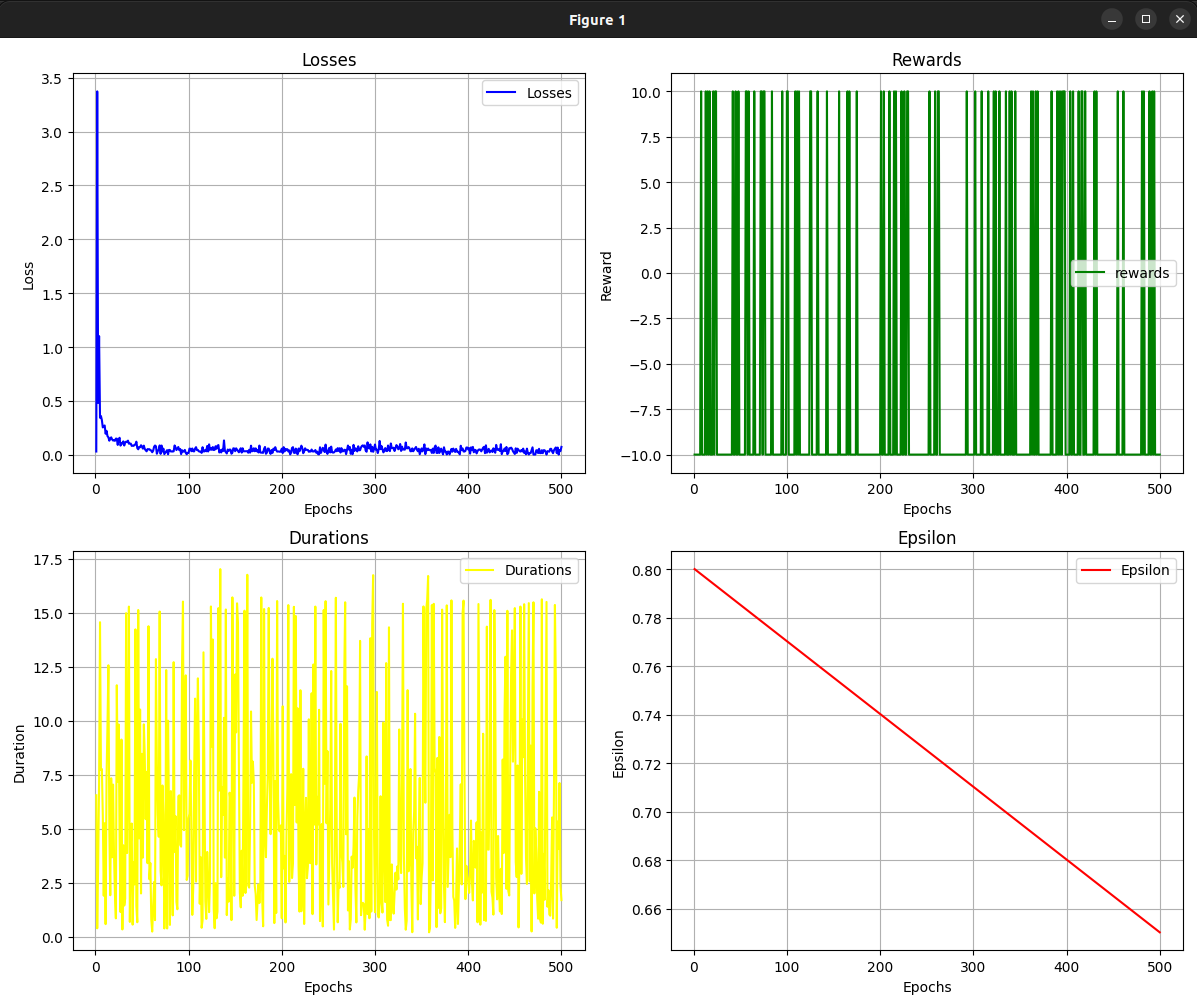 Figure 1
Losses
Losses
3.5
3.0
2.5
2.0
1.5
1.0
0.5
0.0
Loss
0 100 200 300 400 500
Epochs
Rewards
rewards
10.0
7.5
5.0
2.5
0.0
−2.5
−5.0
−7.5
−10.0
Reward
0 100 200 300 400 500
Epochs
Durations
Durations
17.5
15.0
12.5
10.0
7.5
5.0
2.5
0.0
Duration
0 100 200 300 400 500
Epochs
Epsilon
Epsilon
0.80
0.78
0.76
0.74
0.72
0.70
0.68
0.66
Epsilon
0 100 200 300 400 500
Epochs